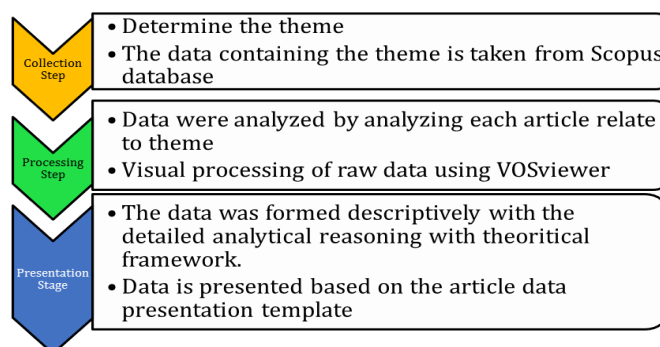 Collection
Step
• Determine the theme
• The data containing the theme is taken from Scopus
database
Processing
Step
• Data were analyzed by analyzing each article relate
to theme
• Visual processing of raw data using VOSviewer
Presentation
Stage
• The data was formed descriptively with the
detailed analytical reasoning with theoritical
framework.
• Data is presented based on the article data
presentation template